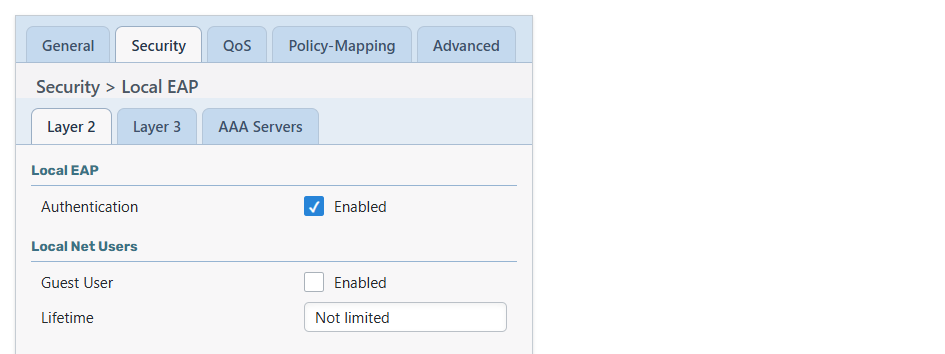 General Security QoS Policy-Mapping Advanced
Security > Local EAP
Layer 2 Layer 3 AAA Servers
Local EAP
Authentication Enabled
Local Net Users
Guest User Enabled
Lifetime Not limited